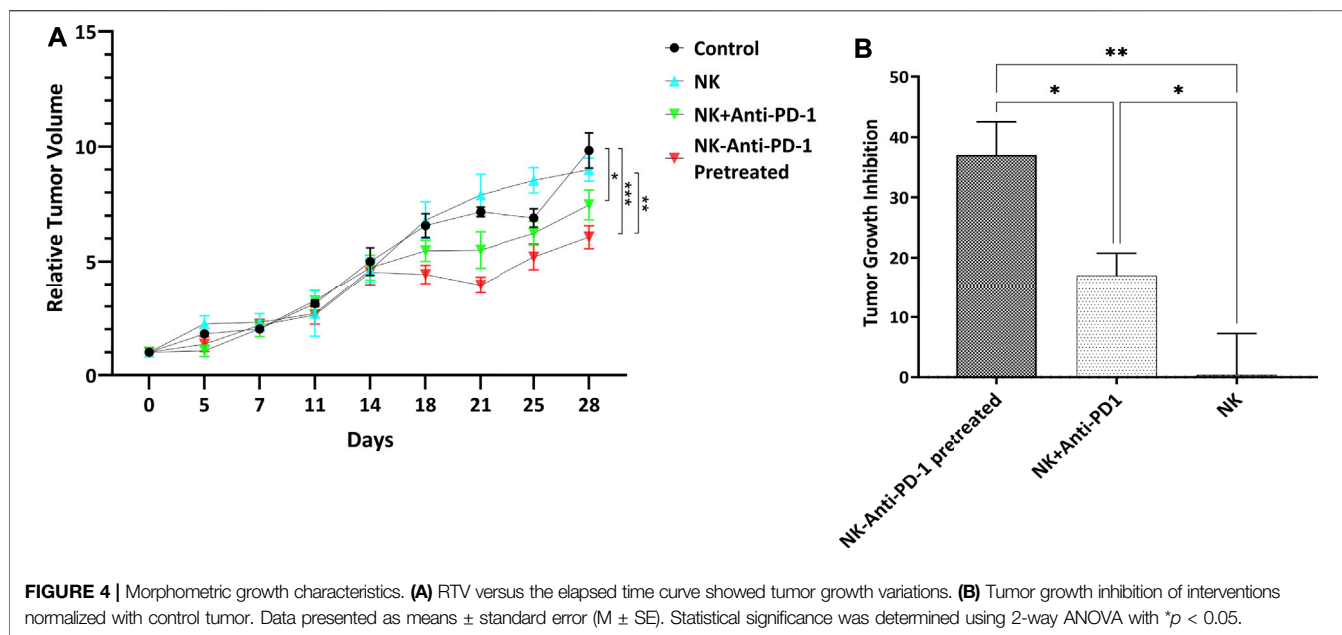 A
15
10
5
0
Relative Tumor Volume
0 5 7 11 14 18 21 25 28
Days
Control
NK
NK+Anti-PD-1
NK-Anti-PD-1
Pretreated
*
***
**
B
**
* *
50
40
30
20
10
0
Tumor Growth Inhibition
NK-Anti-PD-1 pretreated
NK+Anti-PD1
NK
FIGURE 4 | Morphometric growth characteristics. (A) RTV versus the elapsed time curve showed tumor growth variations. (B) Tumor growth inhibition of interventions
normalized with control tumor. Data presented as means ± standard error (M ± SE). Statistical significance was determined using 2-way ANOVA with *p < 0.05.